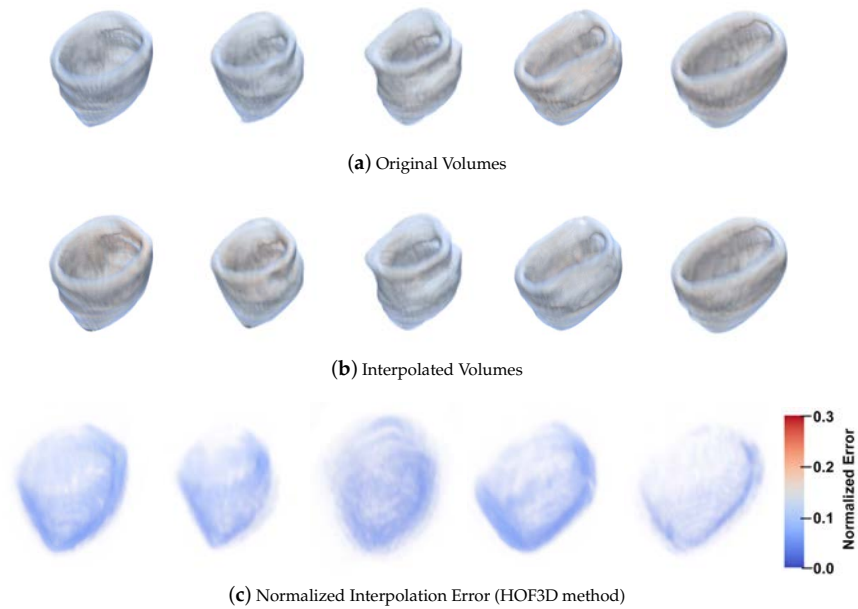 (a) Original Volumes
(b) Interpolated Volumes
0.3
0.2
0.1
0.0
Normalized Error
(c) Normalized Interpolation Error (HOF3D method)